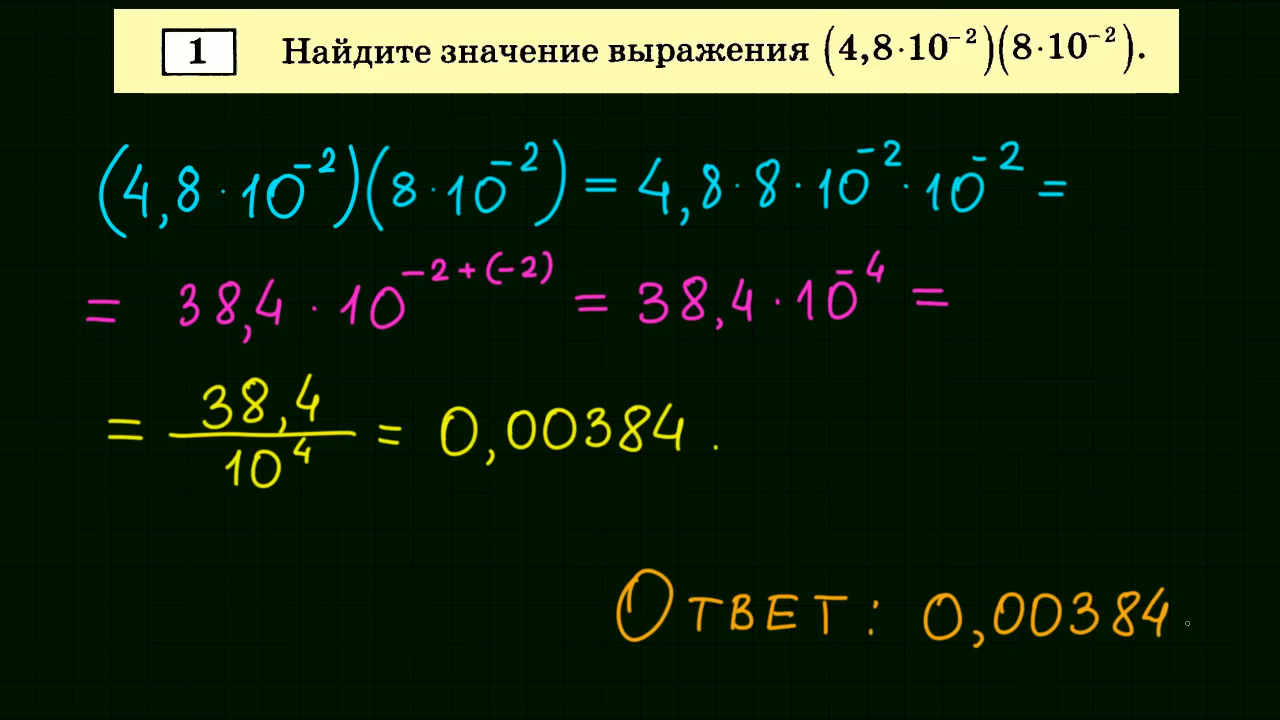 1 Найдите значение выражения (4,8·10⁻²)(8·10⁻²).
(4,8·10⁻²)(8·10⁻²) = 4,8·8·10⁻²·10⁻² =
= 38,4·10⁻²⁺⁽⁻²⁾ = 38,4·10⁻⁴ =
= 38,4/10⁴ = 0,00384.
Ответ: 0,00384